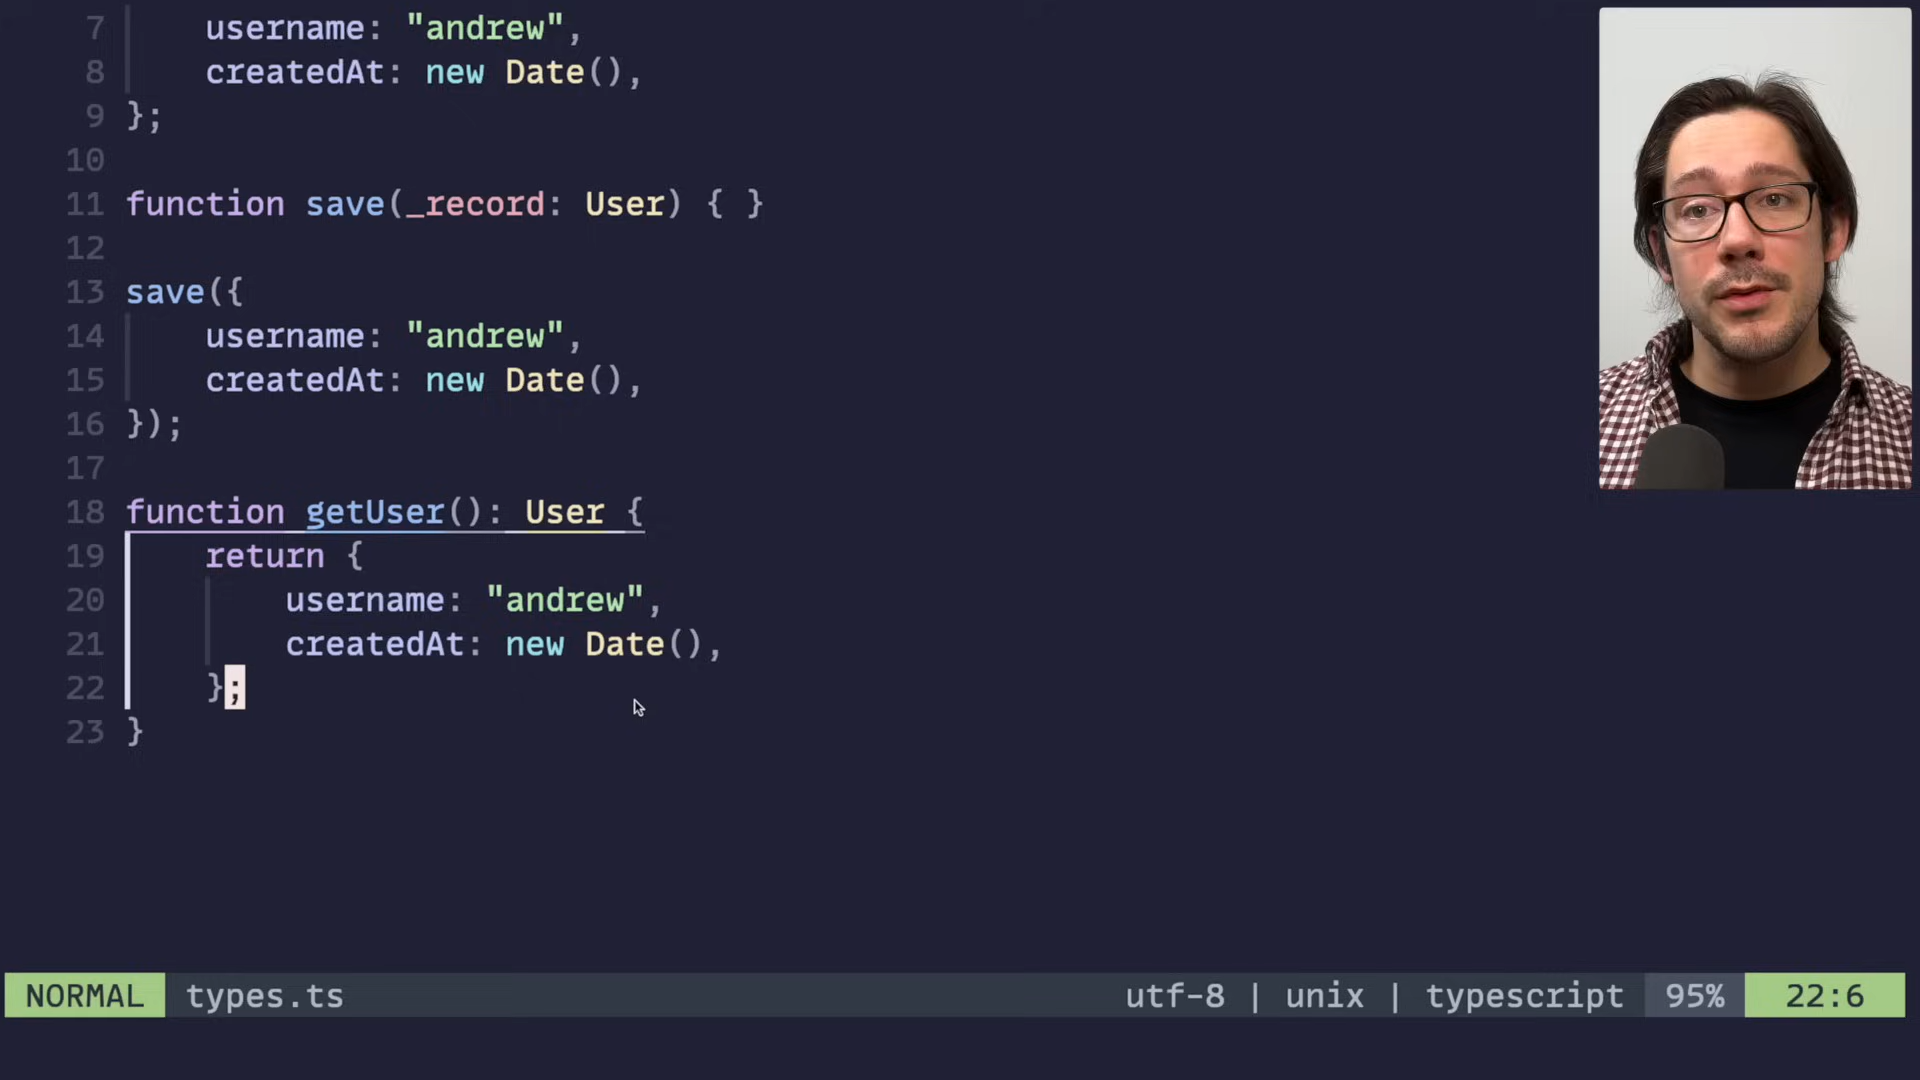 7 username: "andrew",
8 createdAt: new Date(),
9 };
10
11 function save(_record: User) { }
12
13 save({
14 username: "andrew",
15 createdAt: new Date(),
16 });
17
18 function getUser(): User {
19 return {
20 username: "andrew",
21 createdAt: new Date(),
22 };
23 }
NORMAL types.ts utf-8 | unix | typescript 95% 22:6